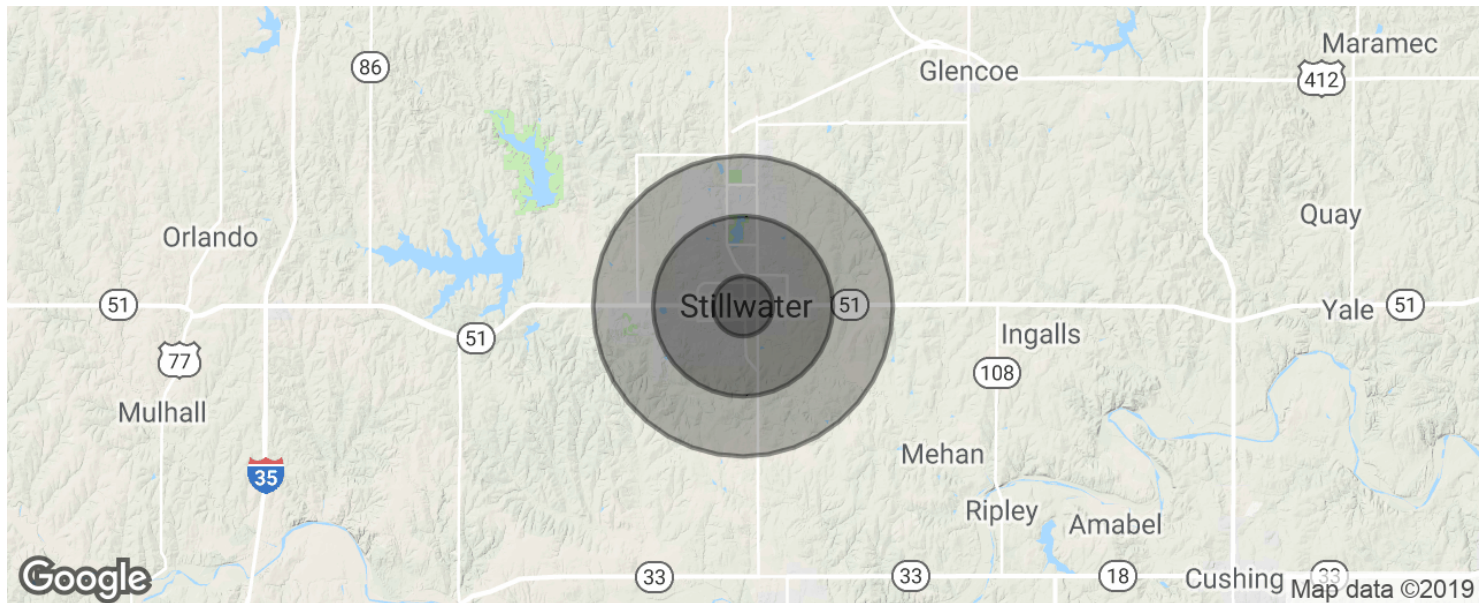 Maramec
86
Glencoe
412
Quay
Orlando
51
Stillwater
51
Yale
51
51
Ingalls
77
108
Mulhall
Mehan
35
Ripley
Amabel
33
33
18
Cushing
33
Google
Map data ©2019